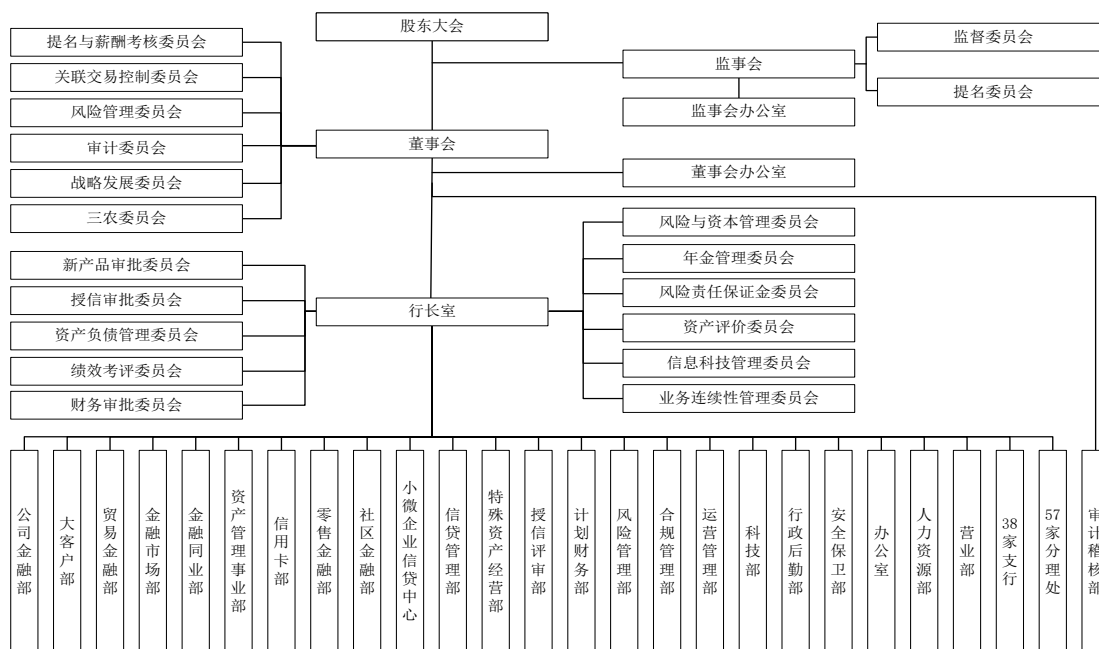 股东大会
提名与薪酬考核委员会
关联交易控制委员会
风险管理委员会
审计委员会
战略发展委员会
三农委员会
监事会
监督委员会
提名委员会
监事会办公室
董事会
董事会办公室
新产品审批委员会
授信审批委员会
资产负债管理委员会
绩效考评委员会
财务审批委员会
行长室
风险与资本管理委员会
年金管理委员会
风险责任保证金委员会
资产评价委员会
信息科技管理委员会
业务连续性管理委员会
公司金融部
大客户部
贸易金融部
金融市场部
金融同业部
资产管理事业部
信用卡部
零售金融部
社区金融部
小微企业信贷中心
信贷管理部
特殊资产经营部
授信评审部
计划财务部
风险管理部
合规管理部
运营管理部
科技部
行政后勤部
安全保卫部
办公室
人力资源部
营业部
38家支行
57家分理处
审计稽核部